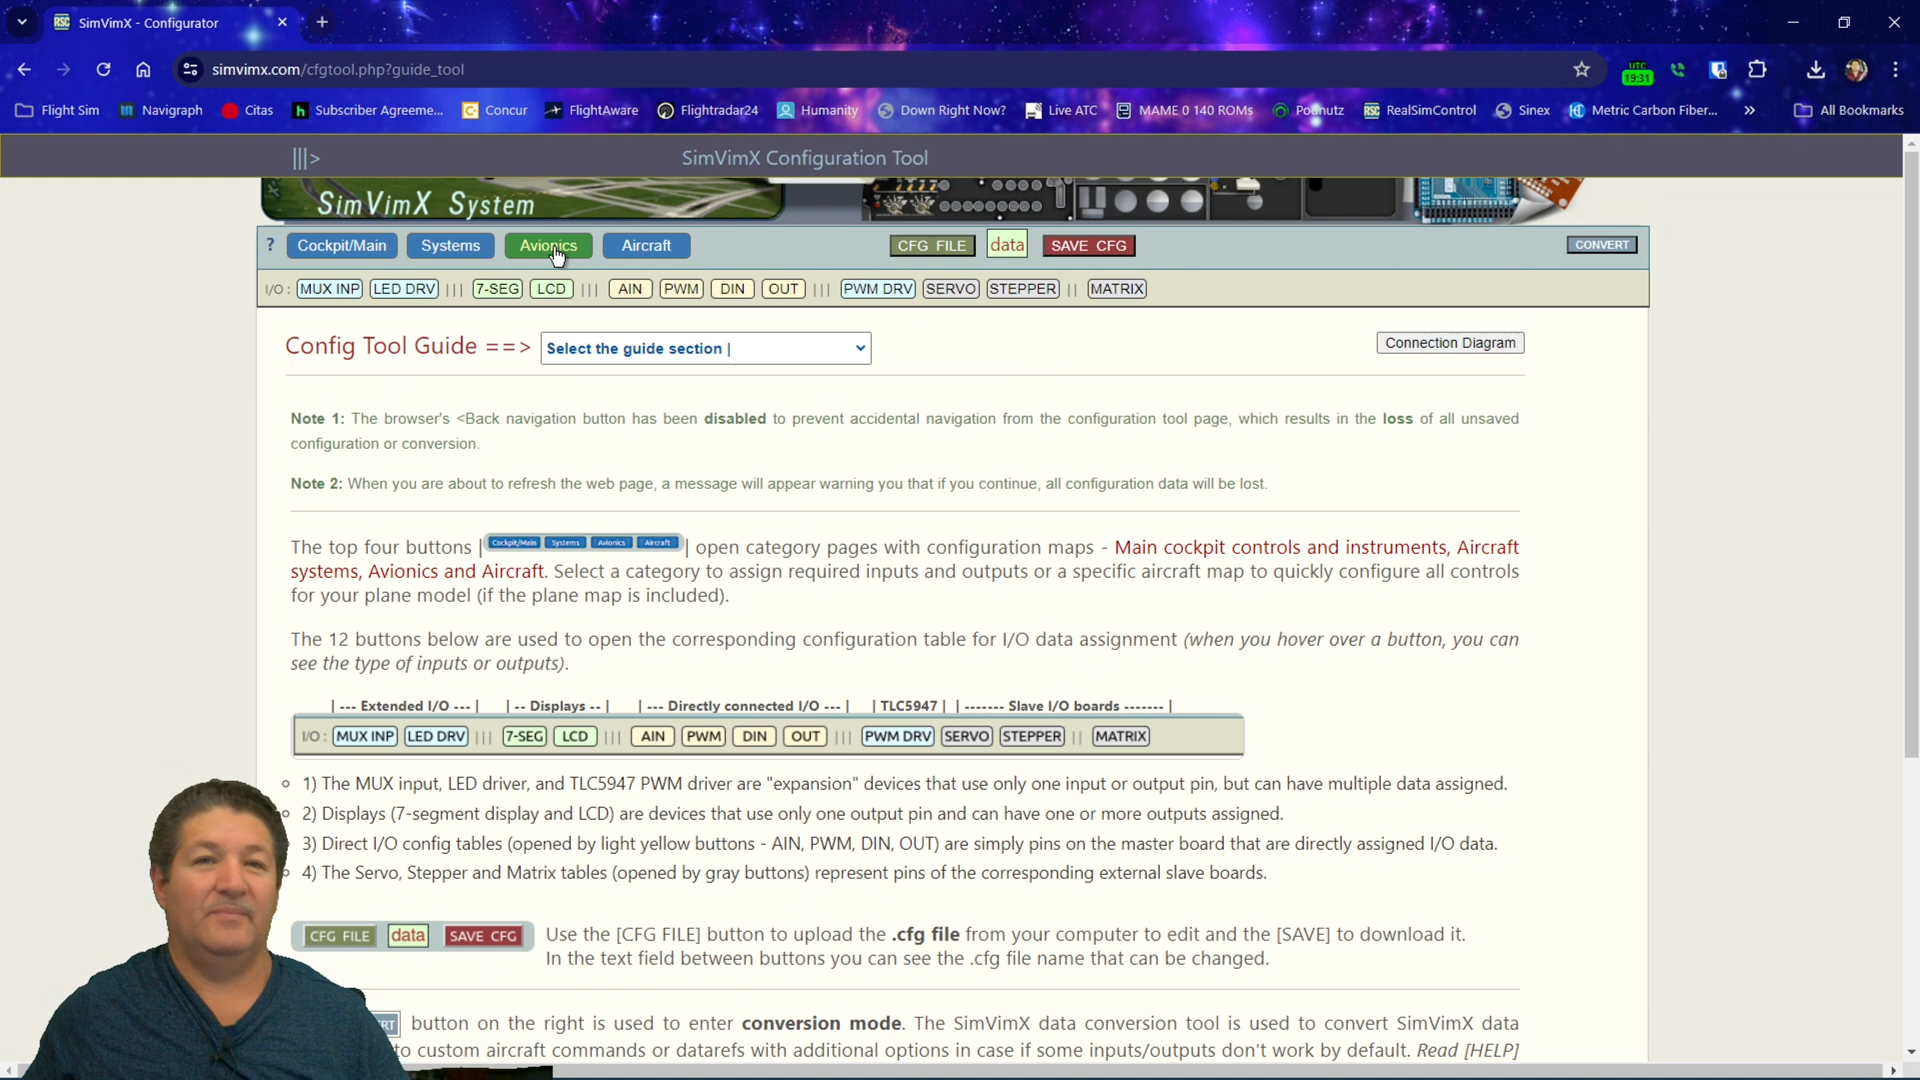 SimVimX - Configurator
simvimx.com/cfgtool.php?guide_tool
UTC
19:31
Flight Sim
Navigraph
Citas
Subscriber Agreeme...
Concur
FlightAware
Flightradar24
Humanity
Down Right Now?
Live ATC
MAME 0 140 ROMs
RSC RealSimControl
Sinex
Metric Carbon Fiber...
»
All Bookmarks
|||> SimVimX Configuration Tool
SimVimX System
? Cockpit/Main Systems Avionics Aircraft CFG FILE data SAVE CFG CONVERT
I/O : MUX INP LED DRV ||| 7-SEG LCD ||| AIN PWM DIN OUT ||| PWM DRV SERVO STEPPER || MATRIX
Config Tool Guide ==> Select the guide section | Connection Diagram
Note 1: The browser's <Back navigation button has been disabled to prevent accidental navigation from the configuration tool page, which results in the loss of all unsaved
configuration or conversion.
Note 2: When you are about to refresh the web page, a message will appear warning you that if you continue, all configuration data will be lost.
The top four buttons | Cockpit/Main Systems Avionics Aircraft | open category pages with configuration maps - Main cockpit controls and instruments, Aircraft
systems, Avionics and Aircraft. Select a category to assign required inputs and outputs or a specific aircraft map to quickly configure all controls
for your plane model (if the plane map is included).
The 12 buttons below are used to open the corresponding configuration table for I/O data assignment (when you hover over a button, you can
see the type of inputs or outputs).
| --- Extended I/O --- | | -- Displays -- | | --- Directly connected I/O --- | | TLC5947 | | ------- Slave I/O boards ------- |
I/O : MUX INP LED DRV ||| 7-SEG LCD ||| AIN PWM DIN OUT ||| PWM DRV SERVO STEPPER || MATRIX
1) The MUX input, LED driver, and TLC5947 PWM driver are "expansion" devices that use only one input or output pin, but can have multiple data assigned.
2) Displays (7-segment display and LCD) are devices that use only one output pin and can have one or more outputs assigned.
3) Direct I/O config tables (opened by light yellow buttons - AIN, PWM, DIN, OUT) are simply pins on the master board that are directly assigned I/O data.
4) The Servo, Stepper and Matrix tables (opened by gray buttons) represent pins of the corresponding external slave boards.
CFG FILE data SAVE CFG Use the [CFG FILE] button to upload the .cfg file from your computer to edit and the [SAVE] to download it.
In the text field between buttons you can see the .cfg file name that can be changed.
RT button on the right is used to enter conversion mode. The SimVimX data conversion tool is used to convert SimVimX data
to custom aircraft commands or datarefs with additional options in case if some inputs/outputs don't work by default. Read [HELP]